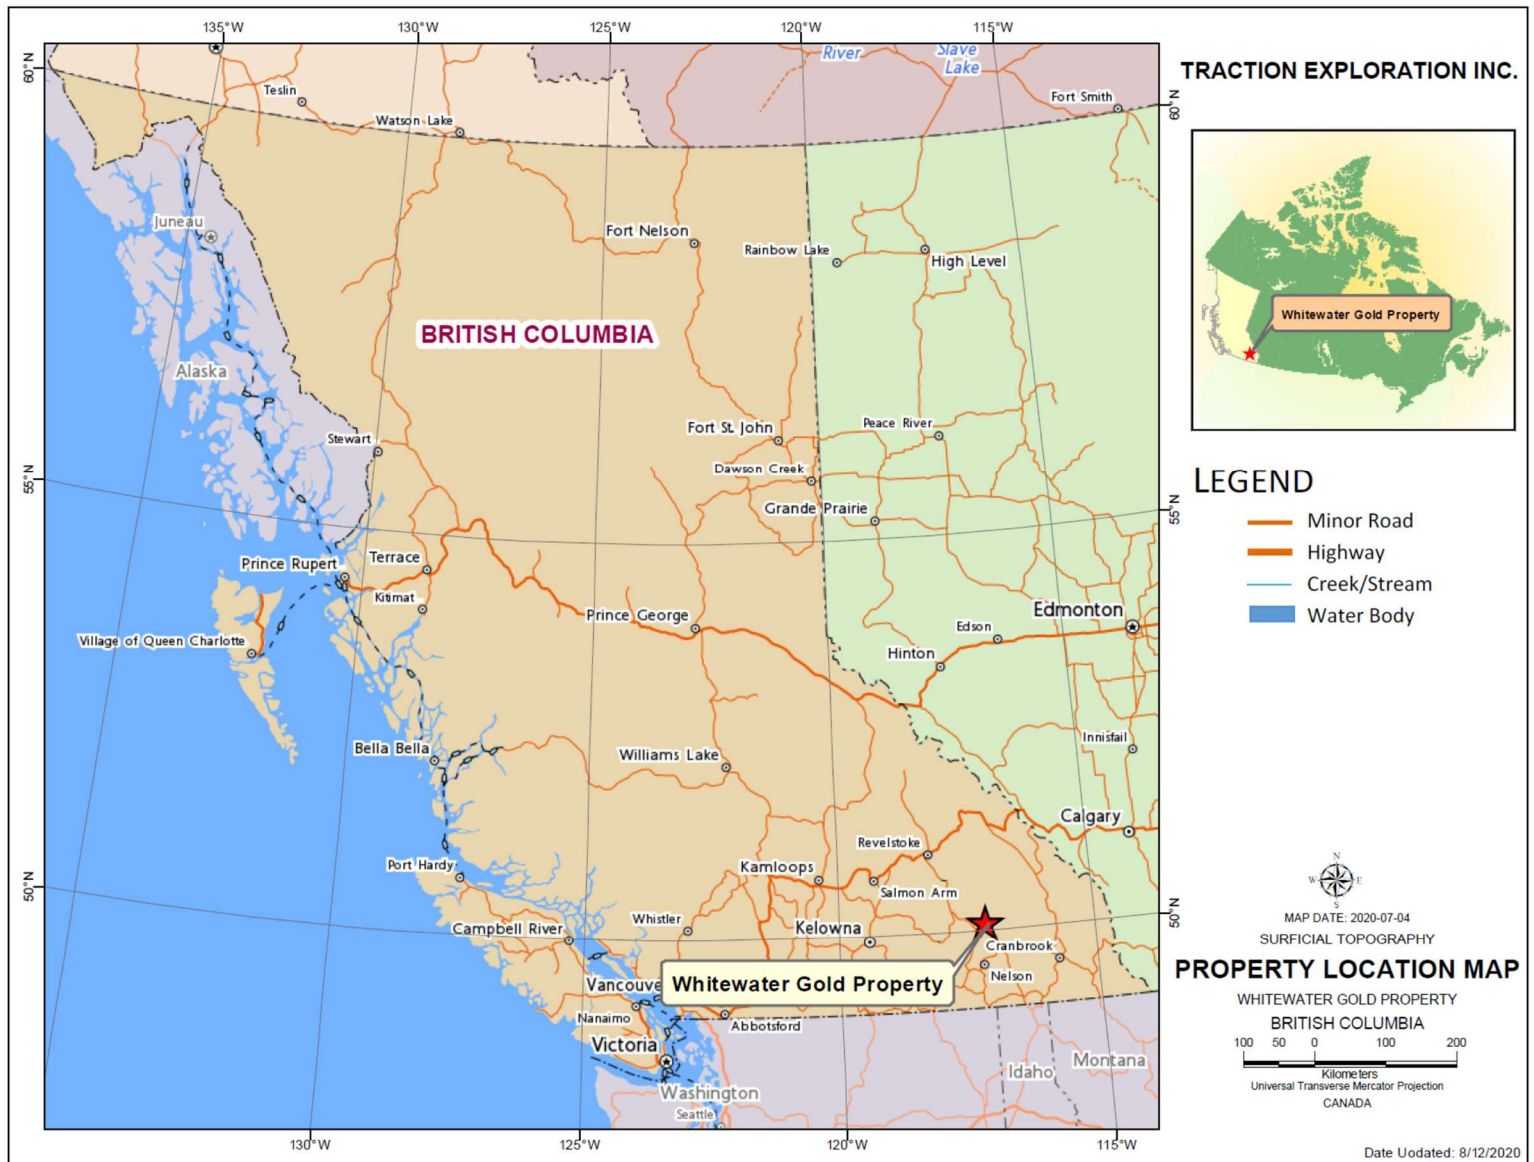 135°W
130°W
125°W
120°W
115°W
60°N
60°N
River
Slave
Lake
Teslin
Watson Lake
Fort Smith
TRACTION EXPLORATION INC.
Juneau
Fort Nelson
Rainbow Lake
High Level
BRITISH COLUMBIA
Whitewater Gold Property
Alaska
Stewart
Fort St. John
Peace River
Dawson Creek
Grande Prairie
55°N
55°N
LEGEND
Minor Road
Highway
Creek/Stream
Water Body
Prince Rupert
Terrace
Kitimat
Village of Queen Charlotte
Prince George
Edmonton
Edson
Hinton
Bella Bella
Williams Lake
Innisfail
Calgary
Revelstoke
Port Hardy
Kamloops
Salmon Arm
50°N
50°N
Campbell River
Whistler
Kelowna
Cranbrook
Nelson
Whitewater Gold Property
Vancouve
Nanaimo
Abbotsford
Victoria
Washington
Seattle
Idaho
Montana
N
W
E
S
MAP DATE: 2020-07-04
SURFICIAL TOPOGRAPHY
PROPERTY LOCATION MAP
WHITEWATER GOLD PROPERTY
BRITISH COLUMBIA
100 50 0 100 200
Kilometers
Universal Transverse Mercator Projection
CANADA
130°W
125°W
120°W
115°W
Date Uodated: 8/12/2020